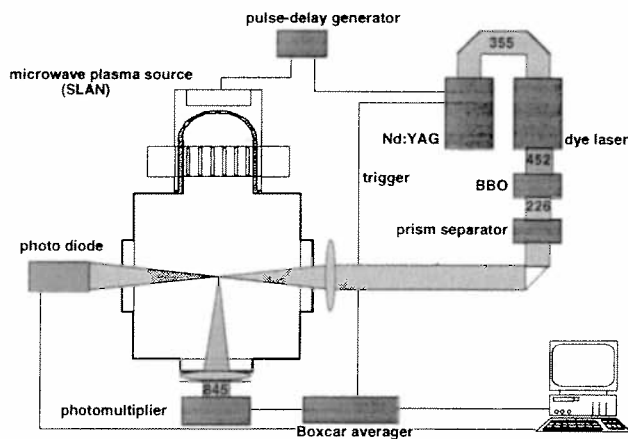 pulse-delay generator
355
microwave plasma source
(SLAN)
Nd:YAG
dye laser
452
trigger
BBO
226
prism separator
photo diode
845
photomultiplier
Boxcar averager